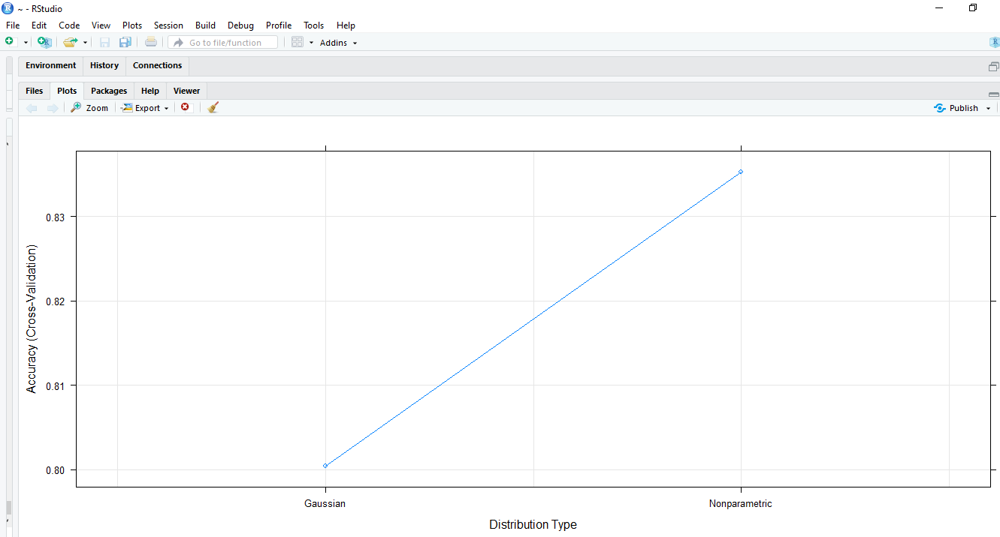 ~ - RStudio
File Edit Code View Plots Session Build Debug Profile Tools Help
Go to file/function Addins
Environment History Connections
Files Plots Packages Help Viewer
Zoom Export Publish
0.83
0.82
0.81
0.80
Accuracy (Cross-Validation)
Gaussian Nonparametric
Distribution Type